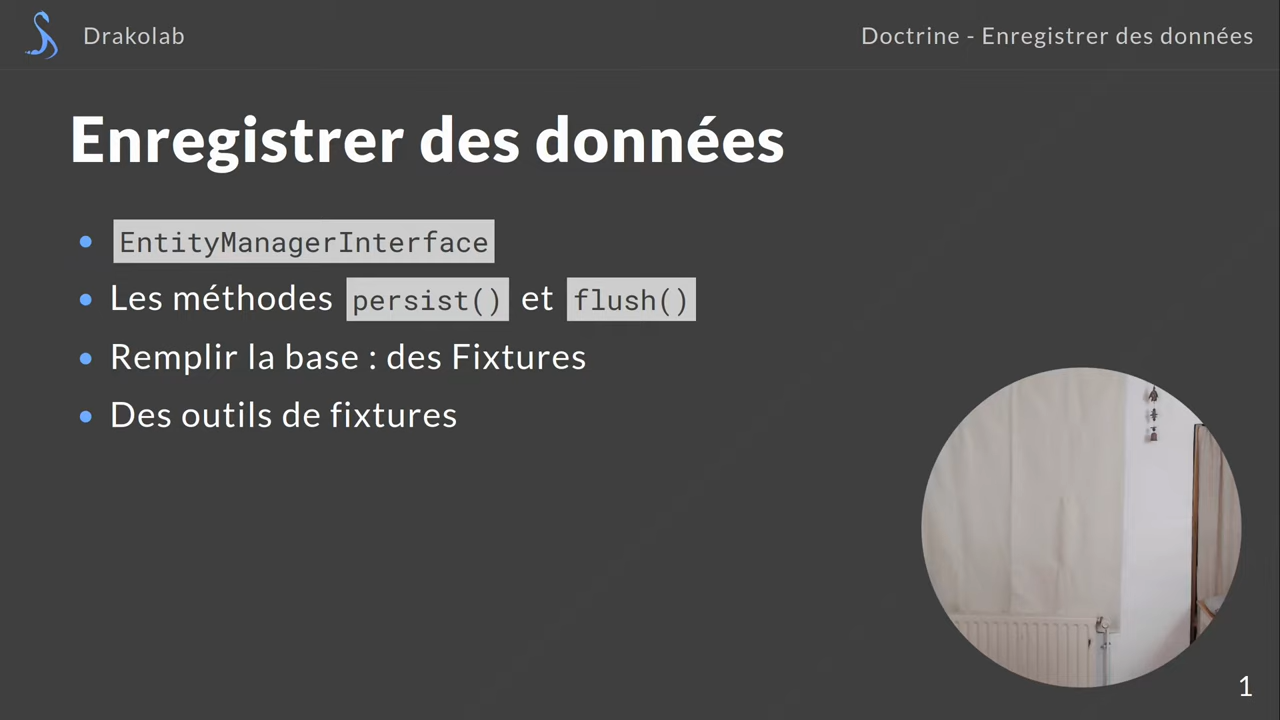 Drakolab
Doctrine - Enregistrer des données
Enregistrer des données
EntityManagerInterface
Les méthodes persist() et flush()
Remplir la base : des Fixtures
Des outils de fixtures
1